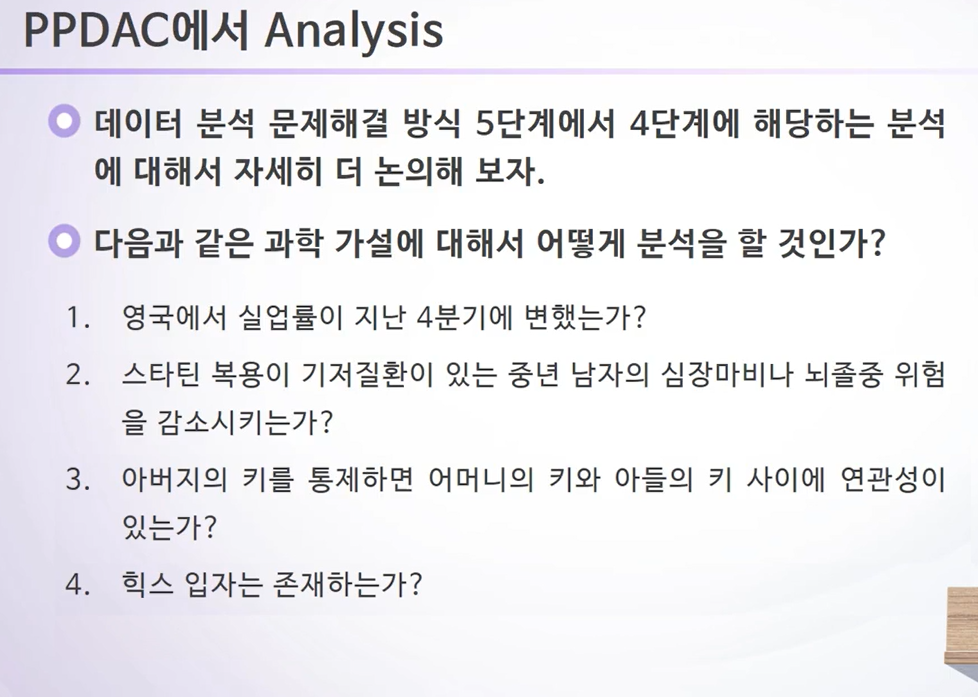 PPDAC에서 Analysis
데이터 분석 문제해결 방식 5단계에서 4단계에 해당하는 분석
에 대해서 자세히 더 논의해 보자.
다음과 같은 과학 가설에 대해서 어떻게 분석을 할 것인가?
1. 영국에서 실업률이 지난 4분기에 변했는가?
2. 스타틴 복용이 기저질환이 있는 중년 남자의 심장마비나 뇌졸중 위험
을 감소시키는가?
3. 아버지의 키를 통제하면 어머니의 키와 아들의 키 사이에 연관성이
있는가?
4. 힉스 입자는 존재하는가?